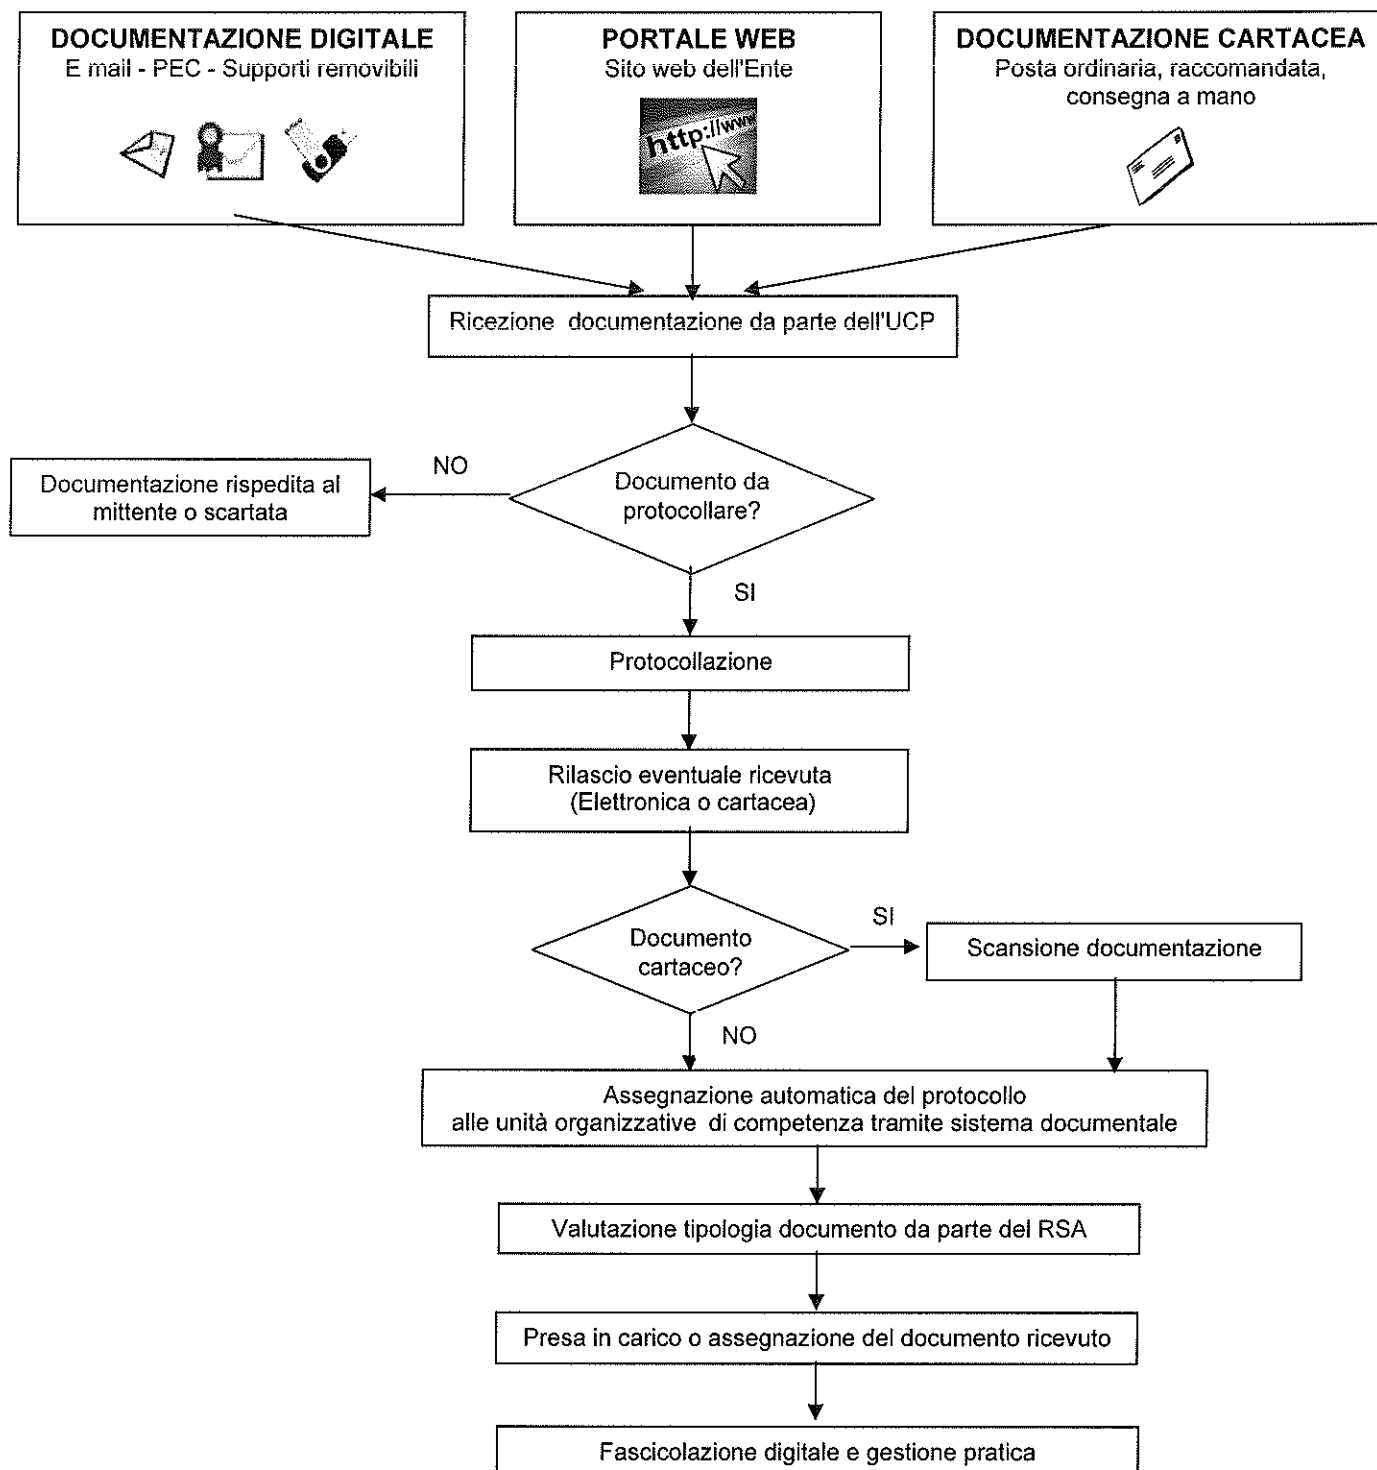 DOCUMENTAZIONE DIGITALE
E mail - PEC - Supporti removibili
PORTALE WEB
Sito web dell'Ente
http://www
DOCUMENTAZIONE CARTACEA
Posta ordinaria, raccomandata,
consegna a mano
Ricezione documentazione da parte dell'UCP
Documento da
protocollare?
NO
Documentazione rispedita al
mittente o scartata
SI
Protocollazione
Rilascio eventuale ricevuta
(Elettronica o cartacea)
Documento
cartaceo?
SI
Scansione documentazione
NO
Assegnazione automatica del protocollo
alle unità organizzative di competenza tramite sistema documentale
Valutazione tipologia documento da parte del RSA
Presa in carico o assegnazione del documento ricevuto
Fascicolazione digitale e gestione pratica